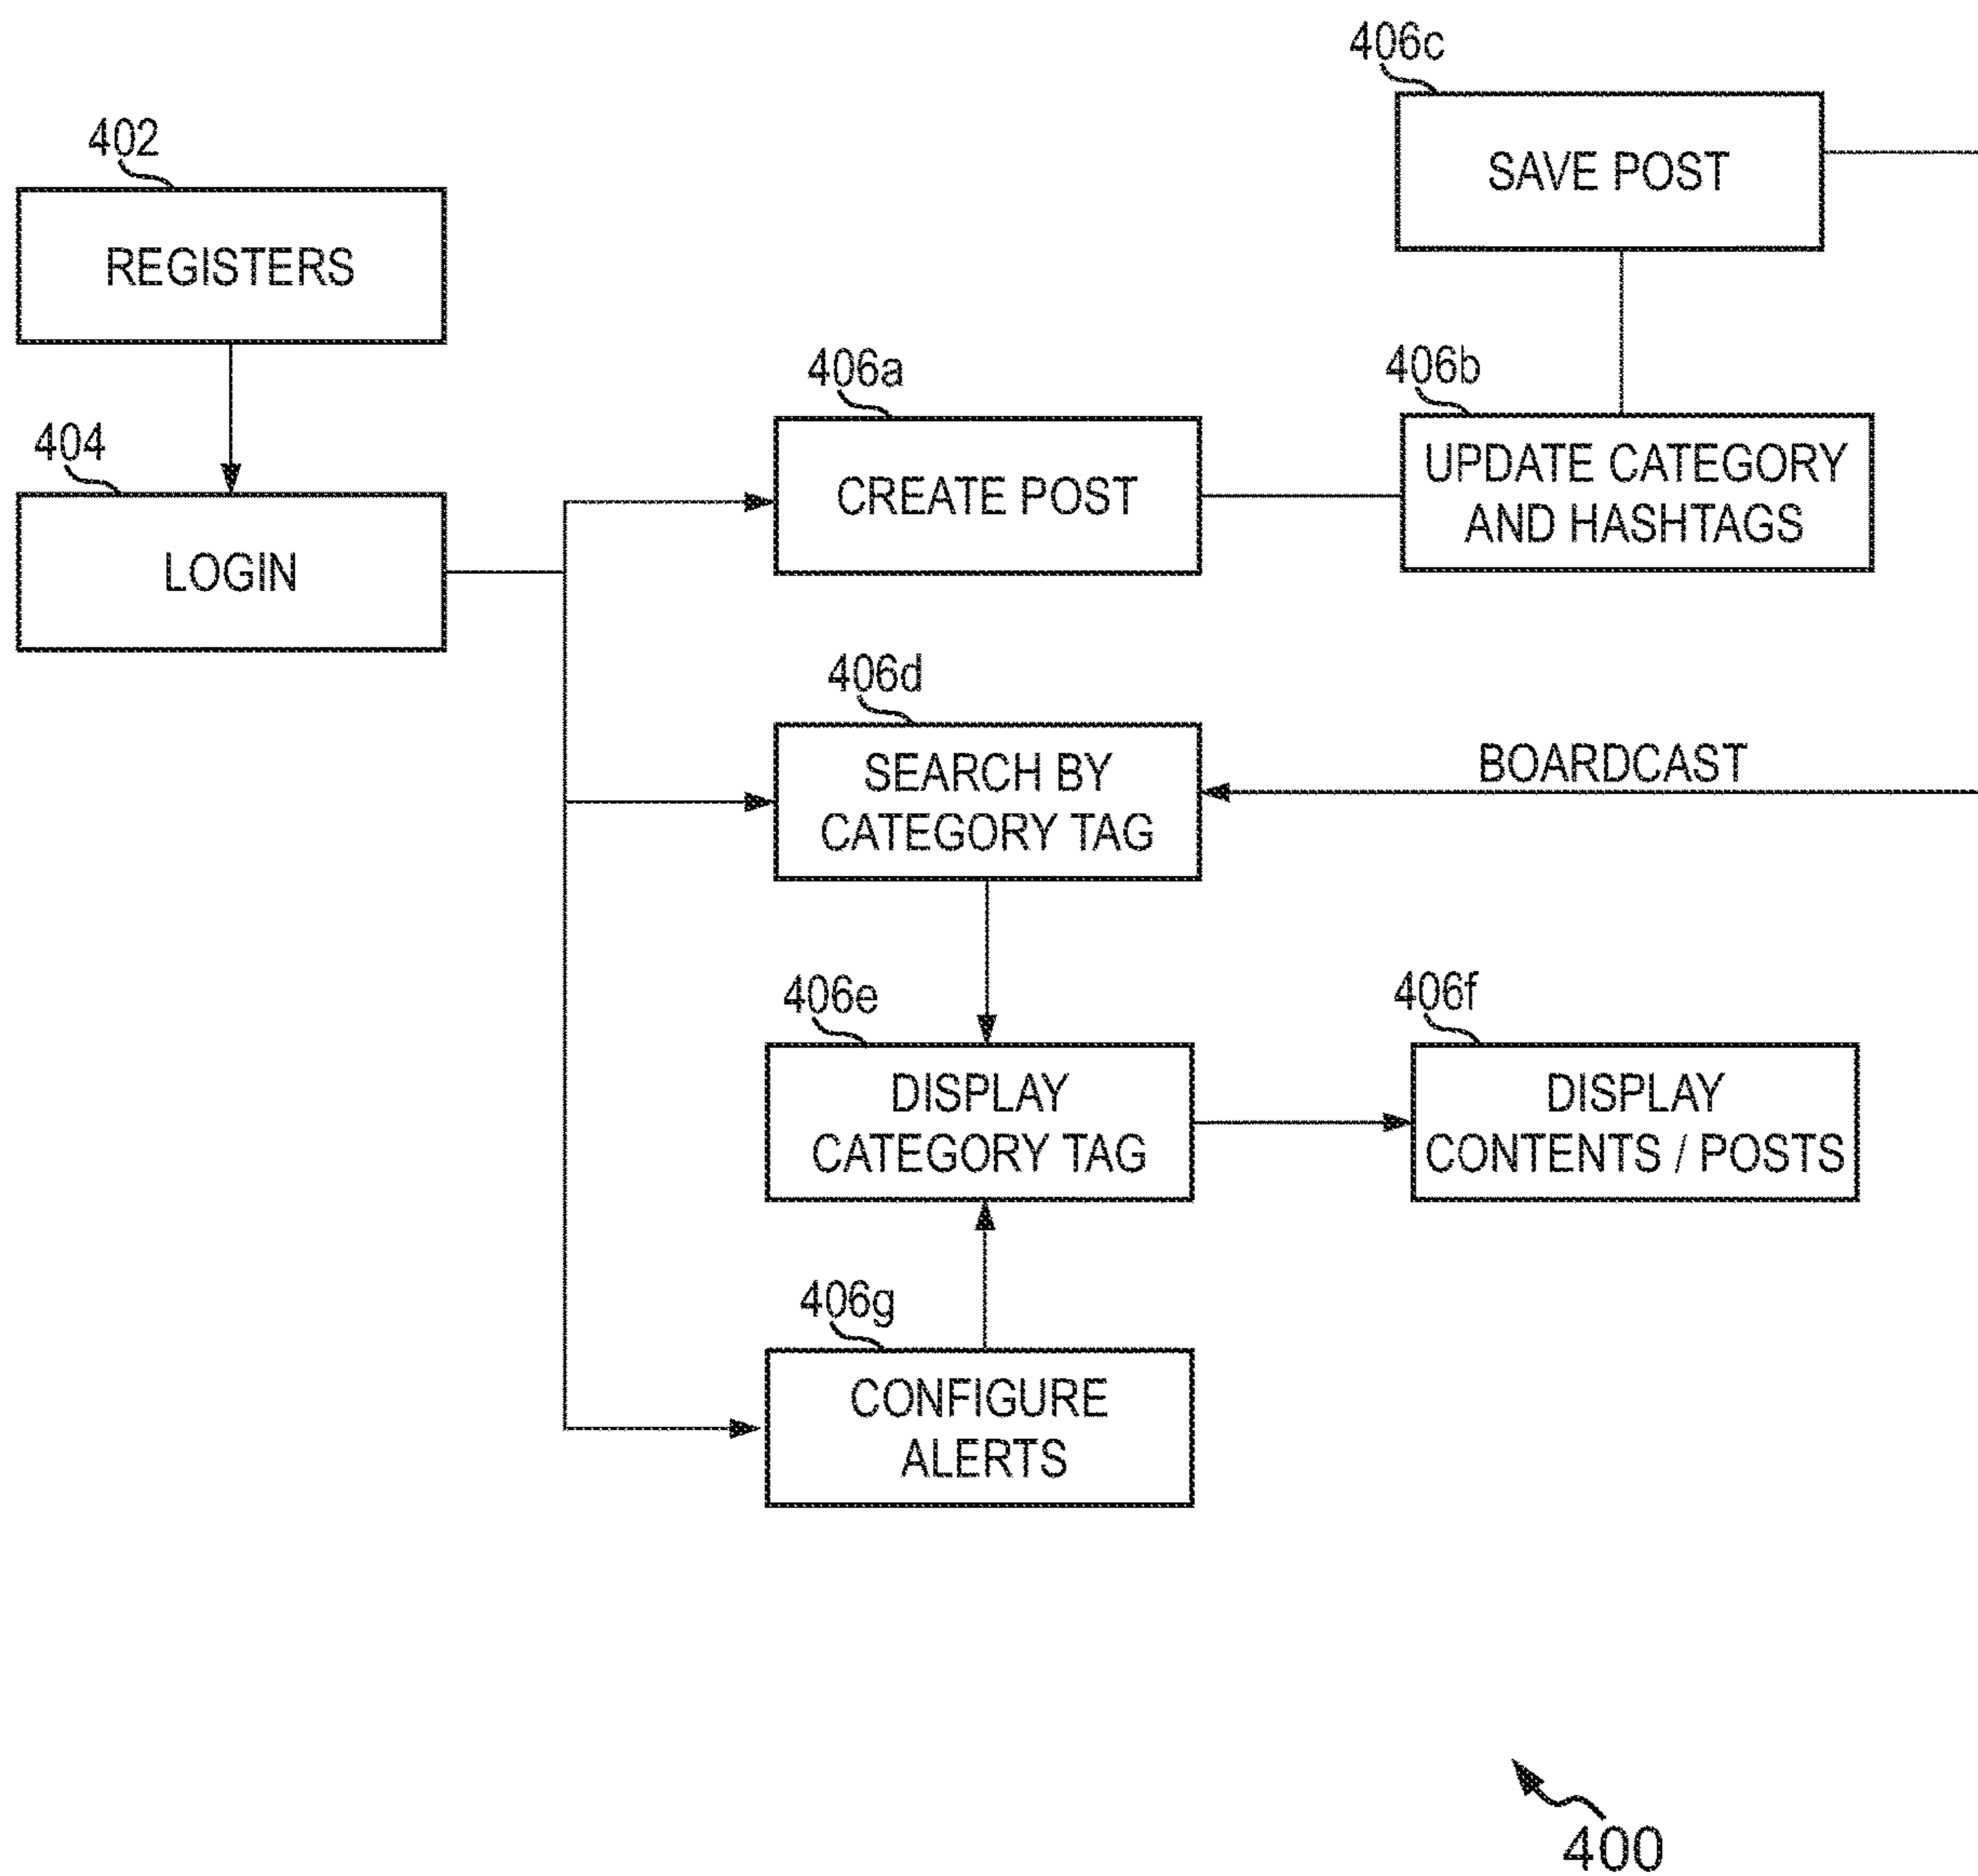 406c
SAVE POST
402
REGISTERS
406a
CREATE POST
406b
UPDATE CATEGORY
AND HASHTAGS
404
LOGIN
406d
SEARCH BY
CATEGORY TAG
BOARDCAST
406e
DISPLAY
CATEGORY TAG
406f
DISPLAY
CONTENTS / POSTS
406g
CONFIGURE
ALERTS
400